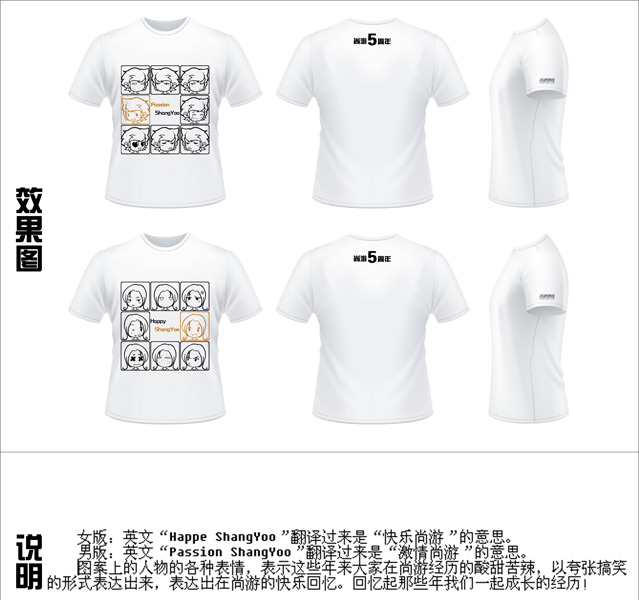 尚游5周年
Passion
ShangYoo
效果图
尚游5周年
Happy
ShangYoo
说明
女版：英文“Happe ShangYoo ”翻译过来是“快乐尚游 ”的意思。
男版：英文“Passion ShangYoo ”翻译过来是“激情尚游 ”的意思。
图案上的人物的各种表情，表示这些年来大家在尚游经历的酸甜苦辣，以夸张搞笑
的形式表达出来，表达出在尚游的快乐回忆。回忆起那些年我们一起成长的经历!